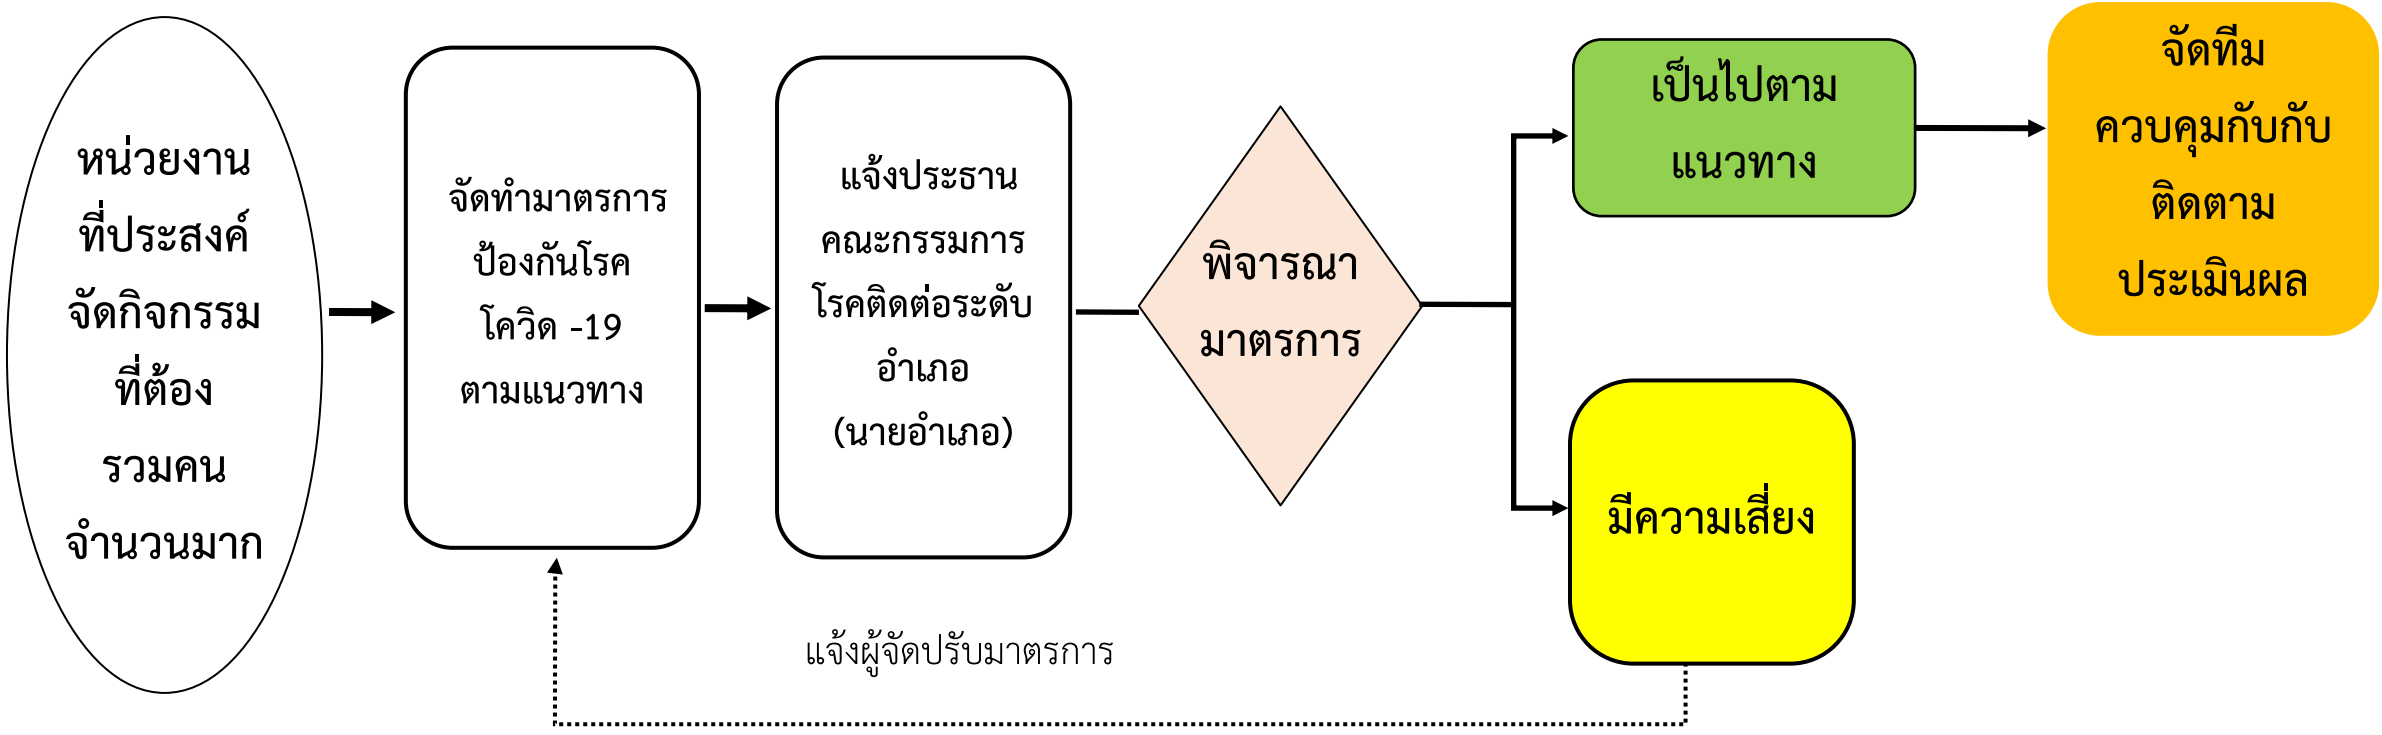 หน่วยงาน
ที่ประสงค์
จัดกิจกรรม
ที่ต้อง
รวมคน
จำนวนมาก
จัดทำมาตรการ
ป้องกันโรค
โควิด -19
ตามแนวทาง
แจ้งประธาน
คณะกรรมการ
โรคติดต่อระดับ
อำเภอ
(นายอำเภอ)
พิจารณา
มาตรการ
เป็นไปตาม
แนวทาง
จัดทีม
ควบคุมกับกับ
ติดตาม
ประเมินผล
มีความเสี่ยง
แจ้งผู้จัดปรับมาตรการ